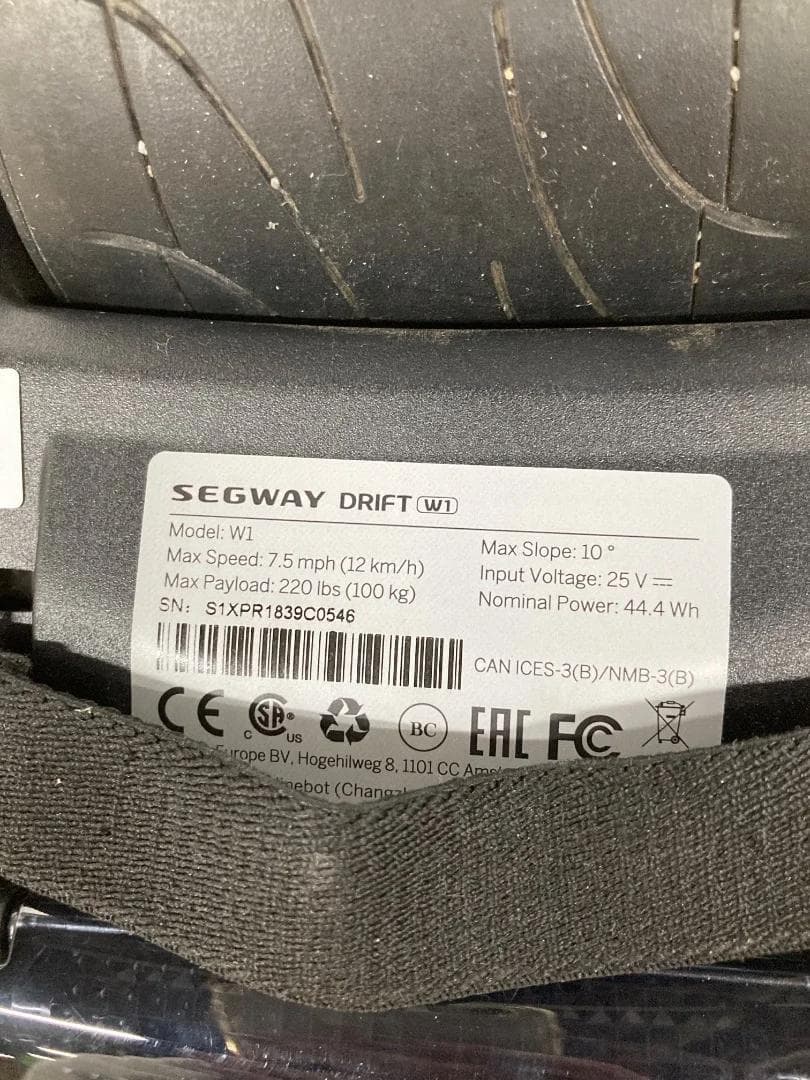 SEGWAY DRIFT W1
Model: W1
Max Speed: 7.5 mph (12 km/h)
Max Payload: 220 lbs (100 kg)
SN: S1XPR1839C0546
Max Slope: 10 °
Input Voltage: 25 V ⎓
Nominal Power: 44.4 Wh
CAN ICES-3(B)/NMB-3(B)
CE C SA® US BC EAC FC
Europe BV, Hogehilweg 8, 1101 CC